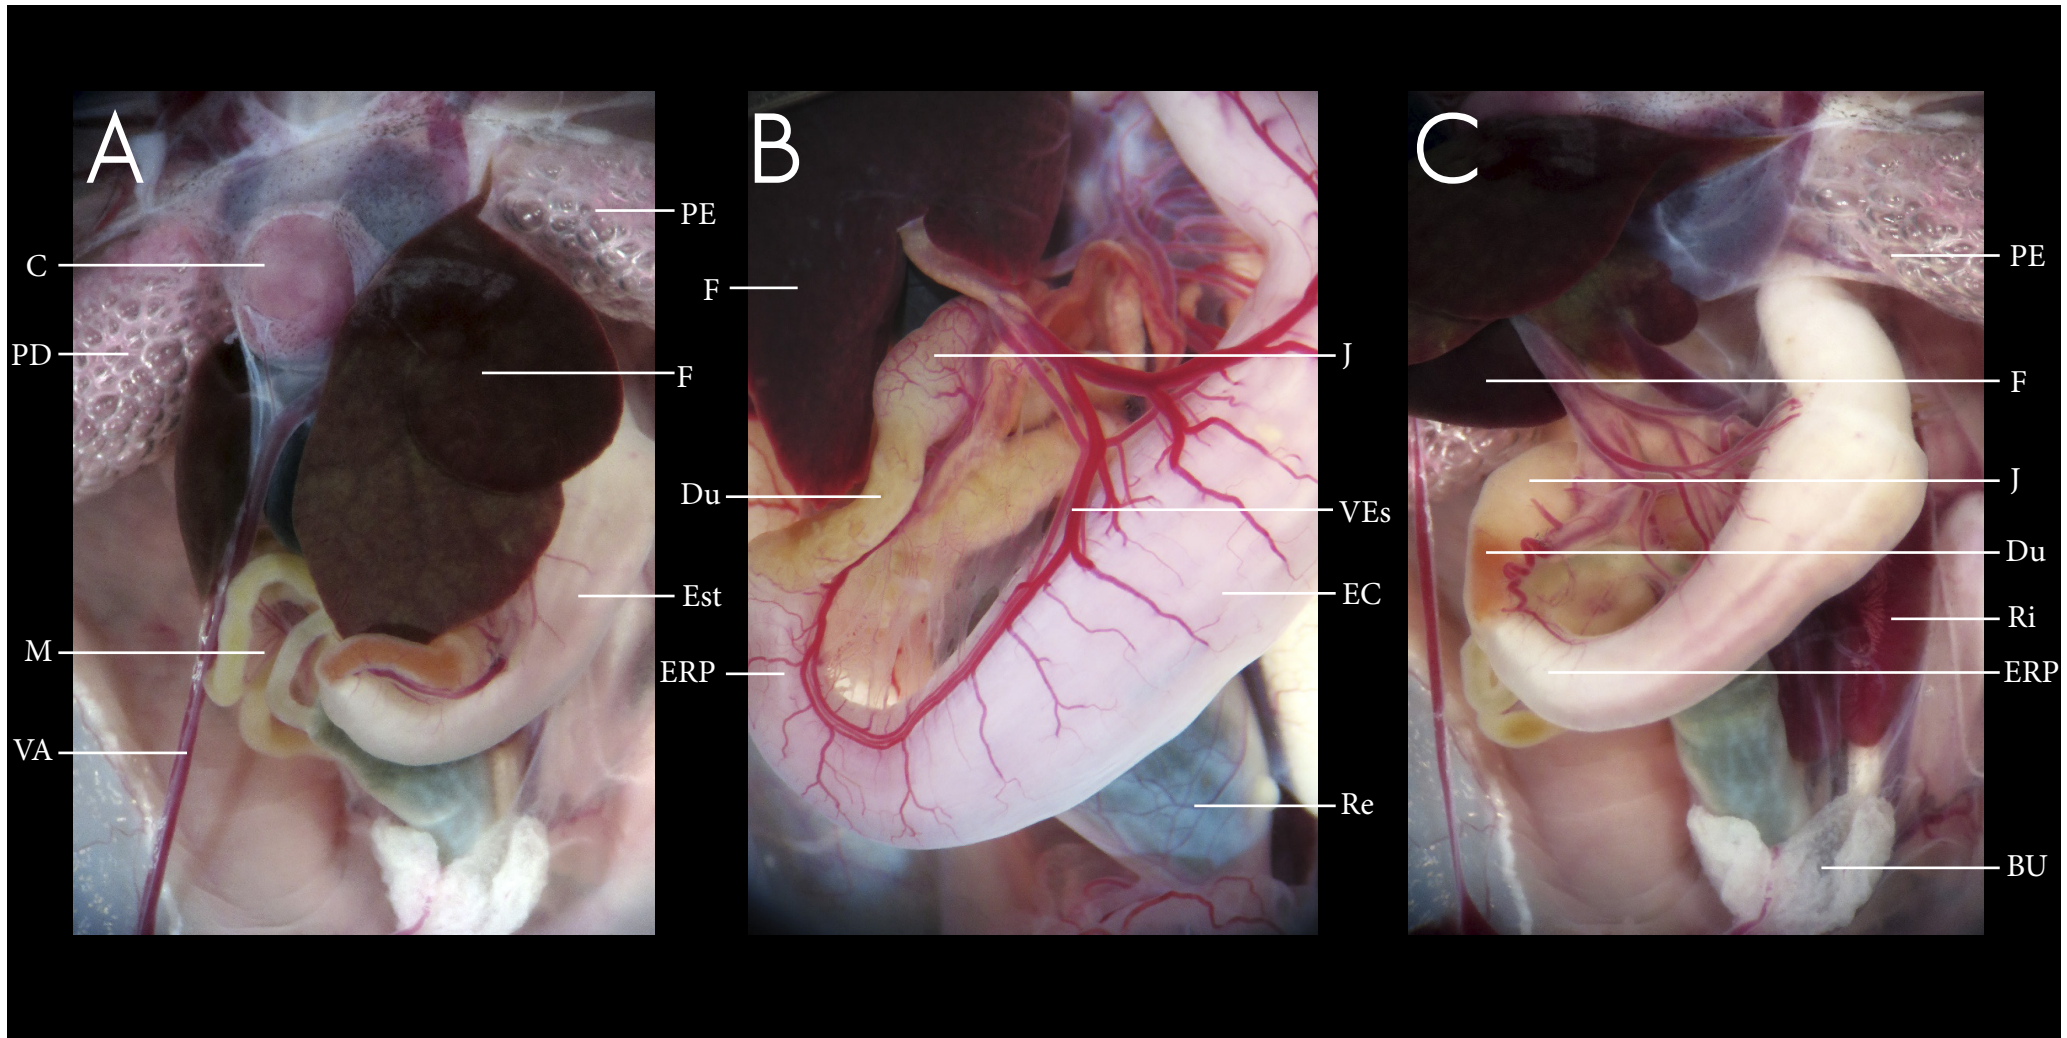 A
C
PD
M
VA
PE
F
Est
B
F
Du
ERP
J
VEs
EC
Re
C
PE
F
J
Du
Ri
ERP
BU